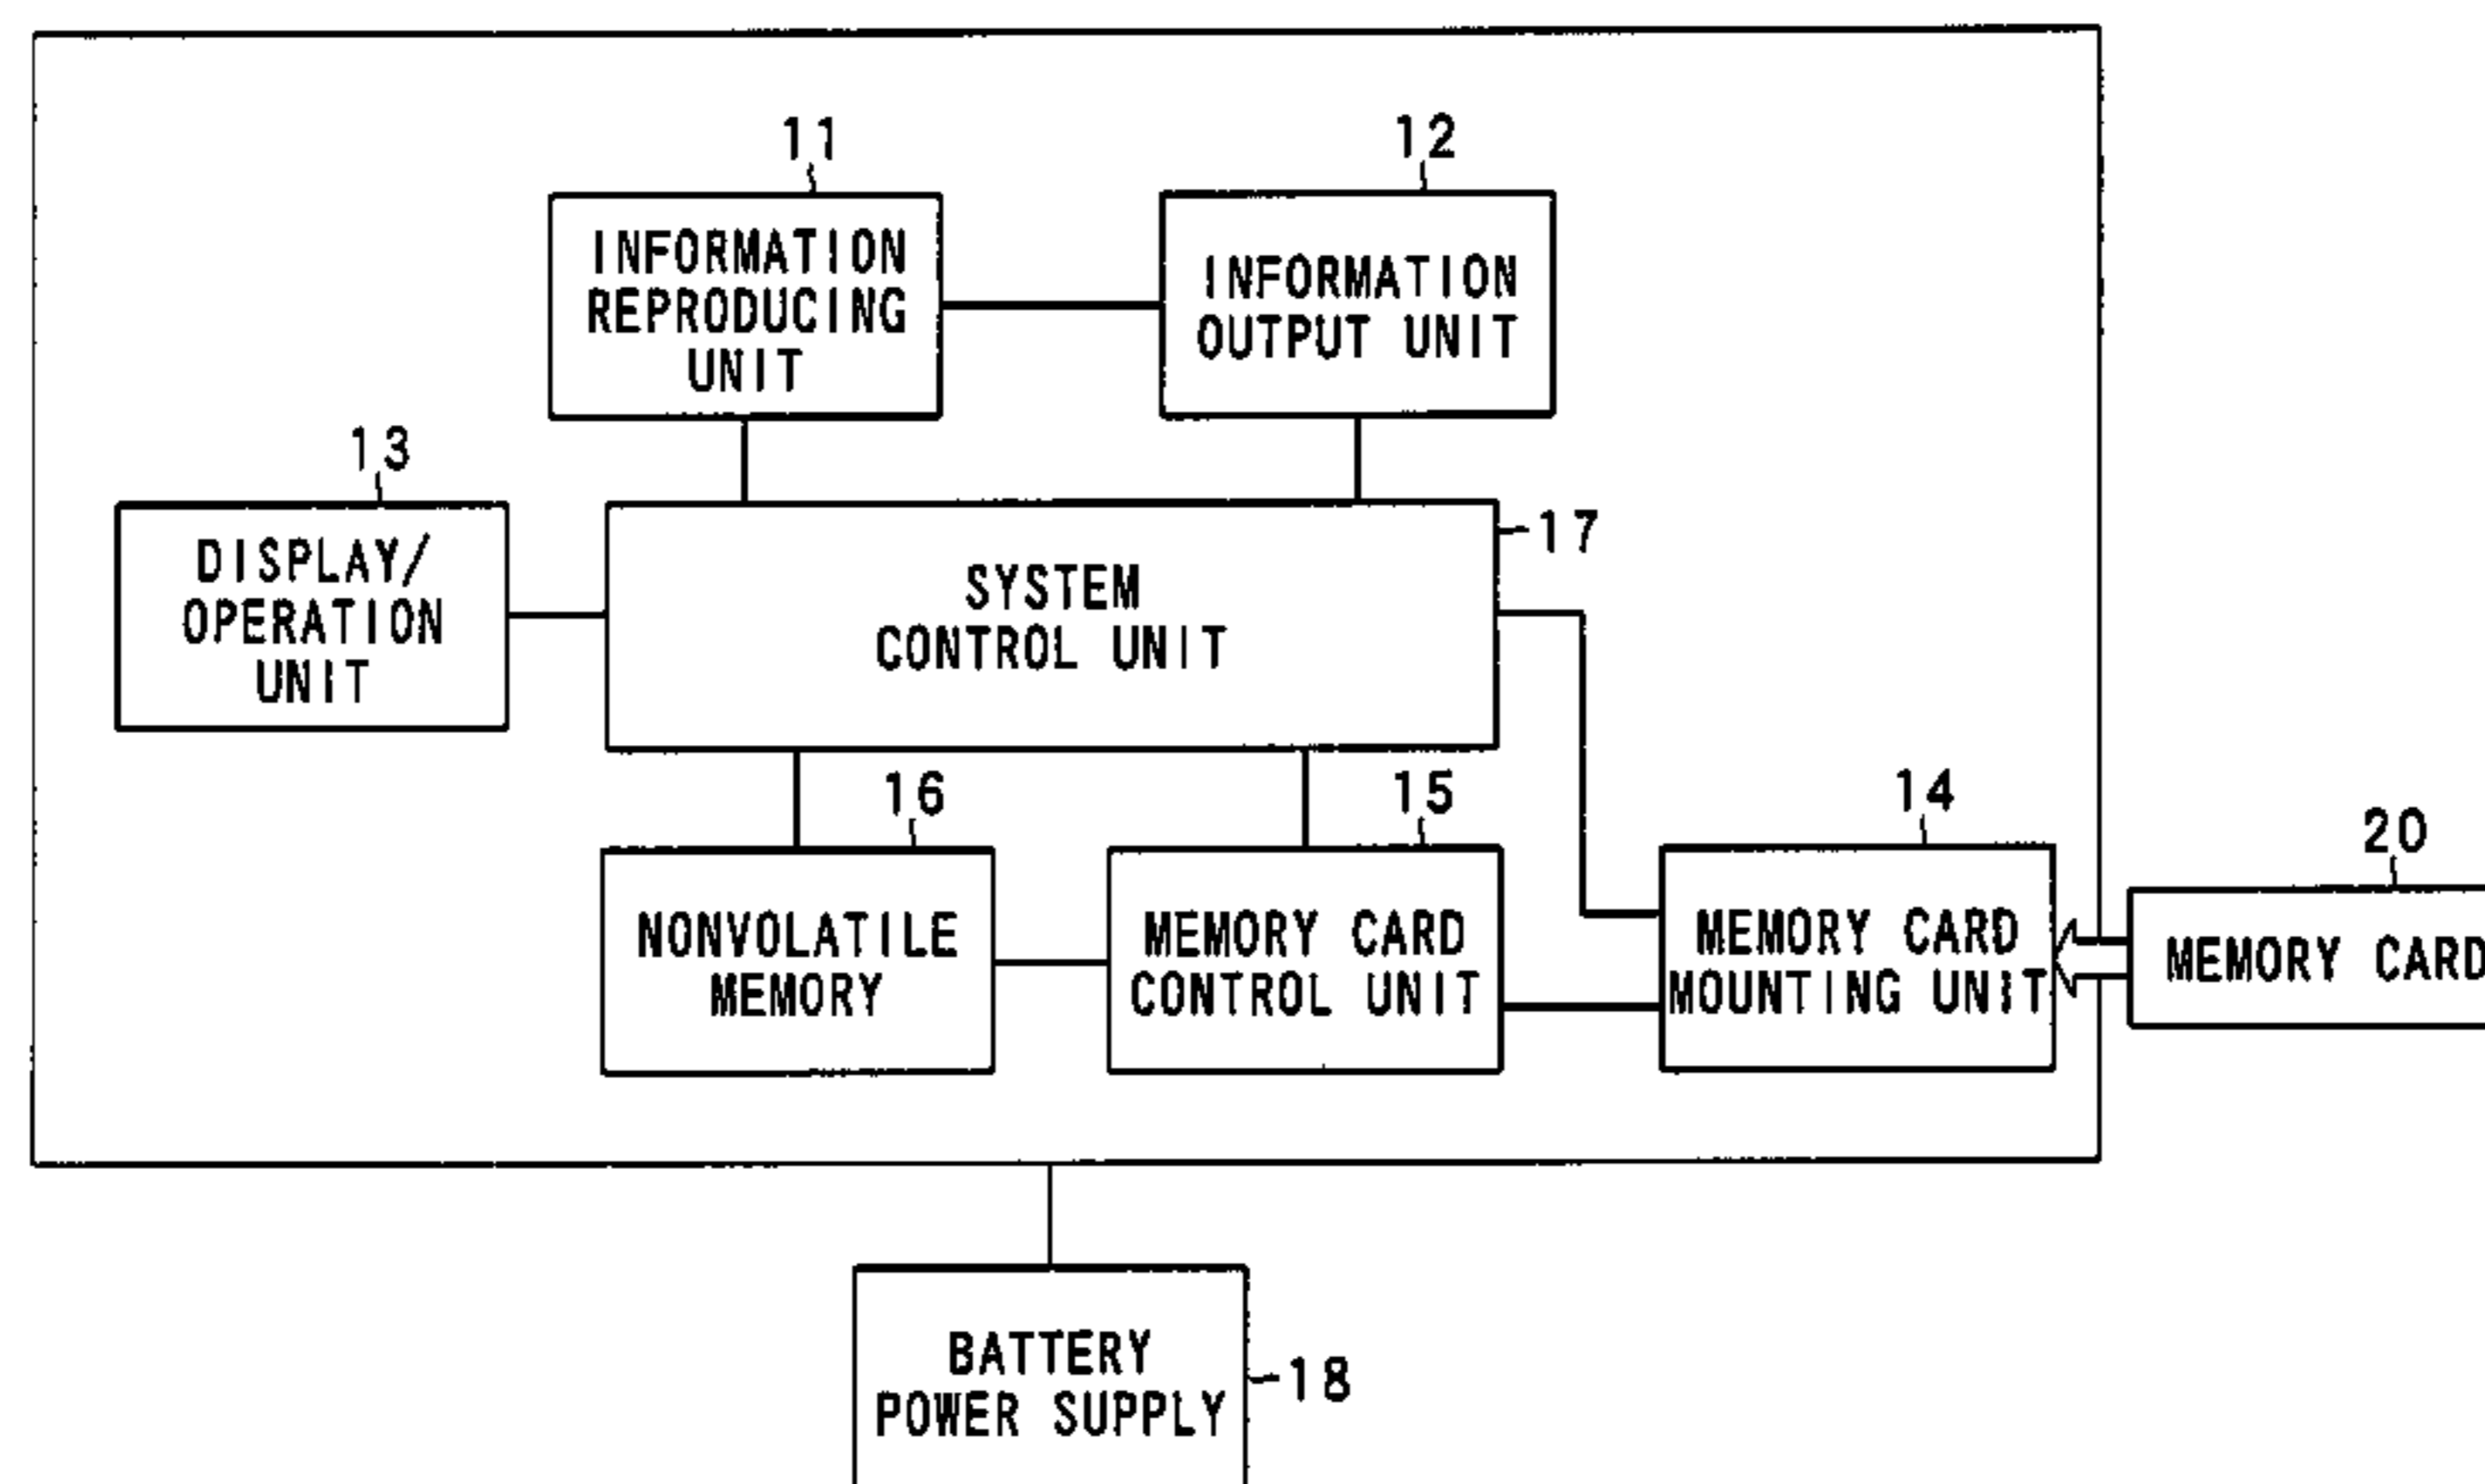 11
12
INFORMATION
REPRODUCING
UNIT
INFORMATION
OUTPUT UNIT
13
17
DISPLAY/
OPERATION
UNIT
SYSTEM
CONTROL UNIT
16
15
14
20
NONVOLATILE
MEMORY
MEMORY CARD
CONTROL UNIT
MEMORY CARD
MOUNTING UNIT
MEMORY CARD
BATTERY
POWER SUPPLY
18